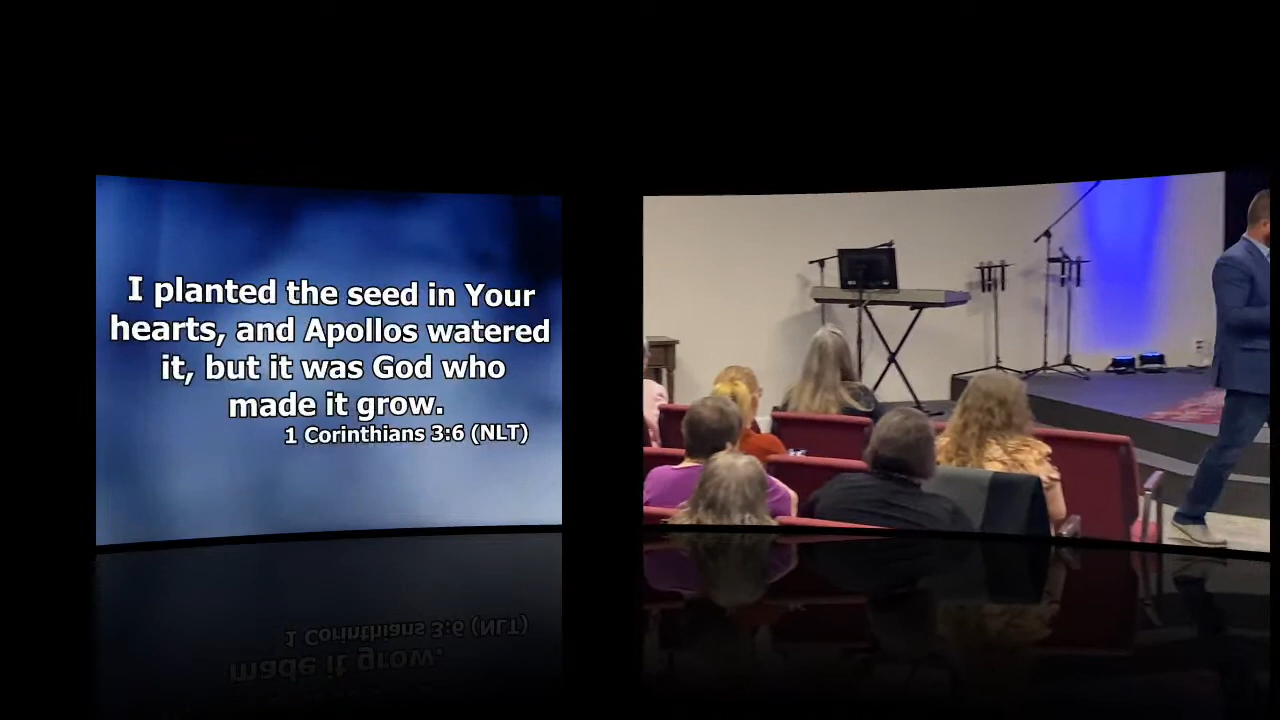 I planted the seed in Your
hearts, and Apollos watered
it, but it was God who
made it grow.
1 Corinthians 3:6 (NLT)